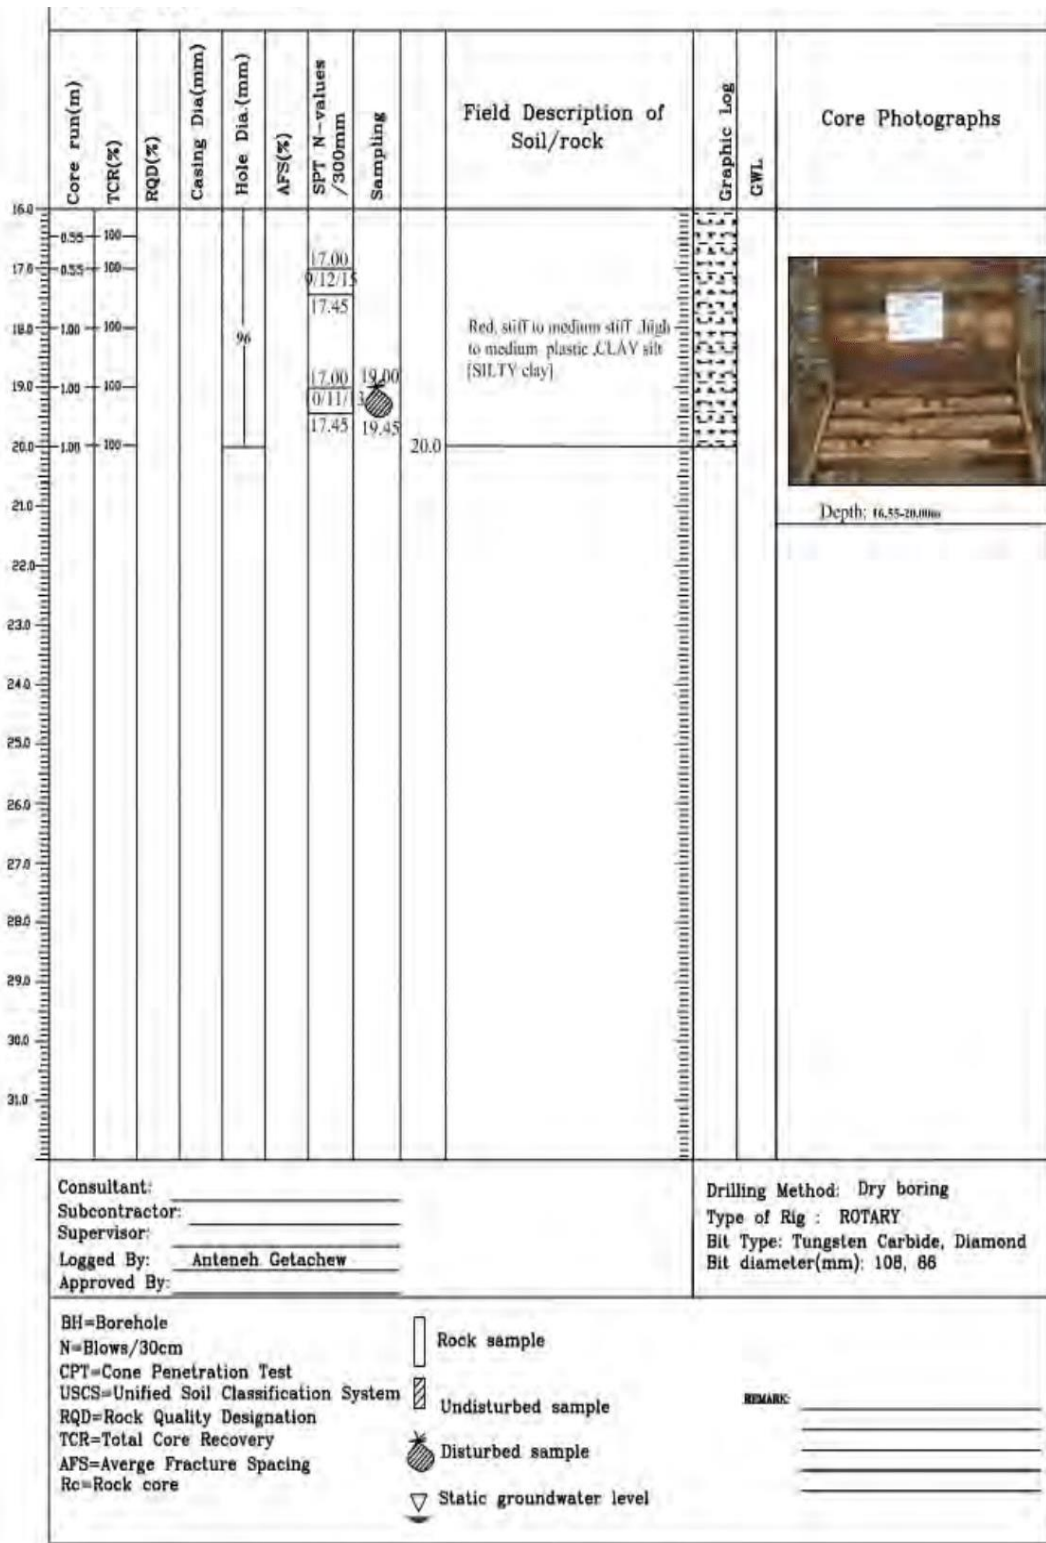 Core run(m)
TCR(%)
RQD(%)
Casing Dia(mm)
Hole Dia.(mm)
AFS(%)
SPT N-values
/300mm
Sampling
Field Description of
Soil/rock
Graphic Log
GWL
Core Photographs
16.0
0.55 100
17.0 0.55 100
17.00
9/12/15
17.45
18.0 1.00 100
96
Red, stiff to medium stiff ,high
to medium plastic ,CLAY silt
[SILTY clay]
19.0 1.00 100
17.00 19.00
0/11/13
17.45 19.45
20.0 1.00 100
20.0
Depth: 16.55-20.00m
21.0
22.0
23.0
24.0
25.0
26.0
27.0
28.0
29.0
30.0
31.0
Consultant:
Subcontractor:
Supervisor:
Logged By: Anteneh Getachew
Approved By:
Drilling Method: Dry boring
Type of Rig : ROTARY
Bit Type: Tungsten Carbide, Diamond
Bit diameter(mm): 108, 86
BH=Borehole
N=Blows/30cm
CPT=Cone Penetration Test
USCS=Unified Soil Classification System
RQD=Rock Quality Designation
TCR=Total Core Recovery
AFS=Averge Fracture Spacing
Rc=Rock core
Rock sample
Undisturbed sample
Disturbed sample
Static groundwater level
REMARK: